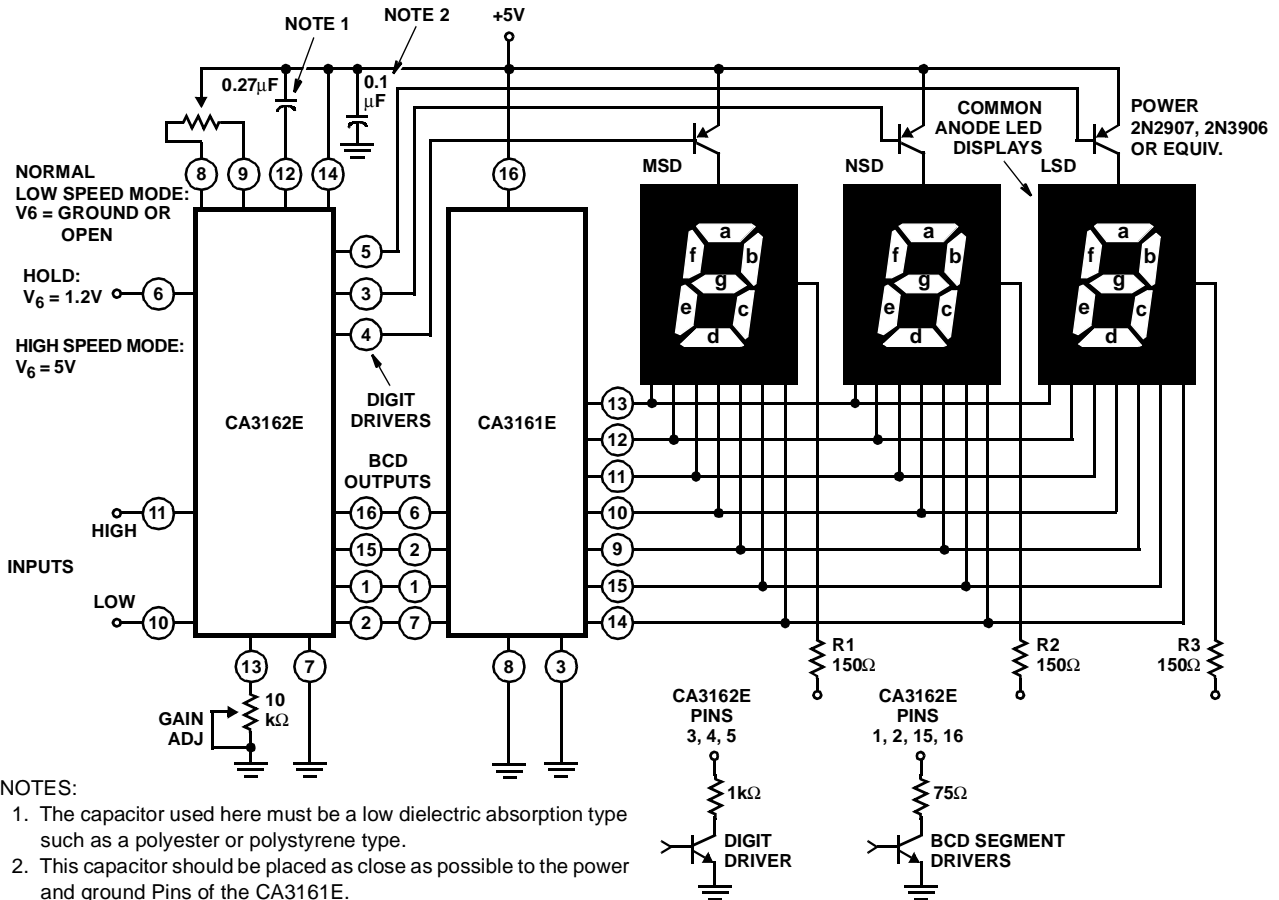 NOTE 1
NOTE 2
+5V
0.27μF
0.1
μF
COMMON
ANODE LED
DISPLAYS
POWER
2N2907, 2N3906
OR EQUIV.
MSD
NSD
LSD
NORMAL
LOW SPEED MODE:
V6 = GROUND OR
OPEN
8
9
12
14
16
HOLD:
V6 = 1.2V
6
HIGH SPEED MODE:
V6 = 5V
5
3
4
DIGIT
DRIVERS
CA3162E
CA3161E
BCD
OUTPUTS
a
f
b
g
e
c
d
a
f
b
g
e
c
d
a
f
b
g
e
c
d
13
12
11
10
9
15
14
11
HIGH
INPUTS
LOW
10
16
6
15
2
1
1
2
7
13
7
8
3
GAIN
ADJ
10
kΩ
R1
150Ω
R2
150Ω
R3
150Ω
CA3162E
PINS
3, 4, 5
1kΩ
DIGIT
DRIVER
CA3162E
PINS
1, 2, 15, 16
75Ω
BCD SEGMENT
DRIVERS
NOTES:
1. The capacitor used here must be a low dielectric absorption type
such as a polyester or polystyrene type.
2. This capacitor should be placed as close as possible to the power
and ground Pins of the CA3161E.